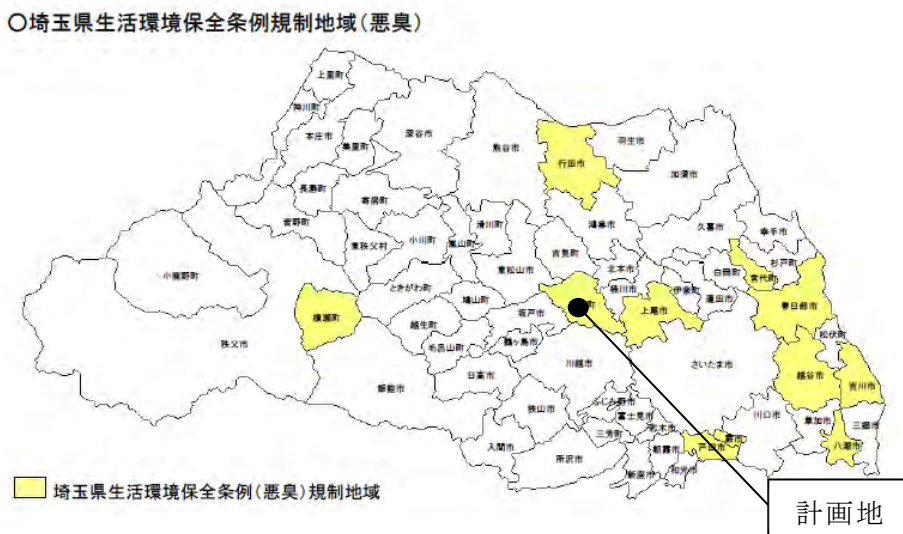 〇埼玉県生活環境保全条例規制地域(悪臭)
上里町
神川町
本庄市
美里町
深谷市
熊谷市
行田市
羽生市
加須市
長瀞町
皆野町
寄居町
東秩父村
小川町
嵐山町
滑川町
東松山市
吉見町
鴻巣市
北本市
桶川市
伊奈町
久喜市
幸手市
白岡町
杉戸町
宮代町
蓮田市
春日部市
小鹿野町
秩父市
横瀬町
ときがわ町
鳩山町
越生町
毛呂山町
坂戸市
鶴ヶ島市
町
上尾市
松伏町
日高市
川越市
さいたま市
越谷市
吉川市
飯能市
狭山市
ふじみ野市
富士見市
三芳町
志木市
入間市
所沢市
新座市
朝霞市
和光市
戸田市
蕨市
川口市
草加市
八潮市
三郷市
埼玉県生活環境保全条例(悪臭)規制地域
計画地